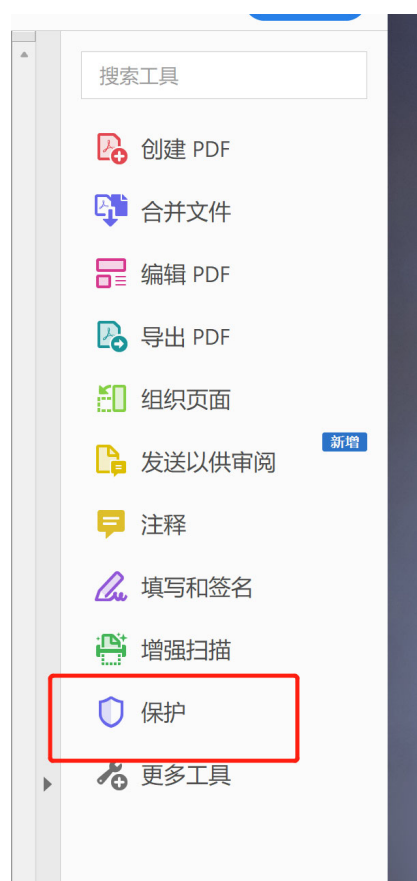 搜索工具
创建 PDF
合并文件
编辑 PDF
导出 PDF
组织页面
新增
发送以供审阅
注释
填写和签名
增强扫描
保护
更多工具